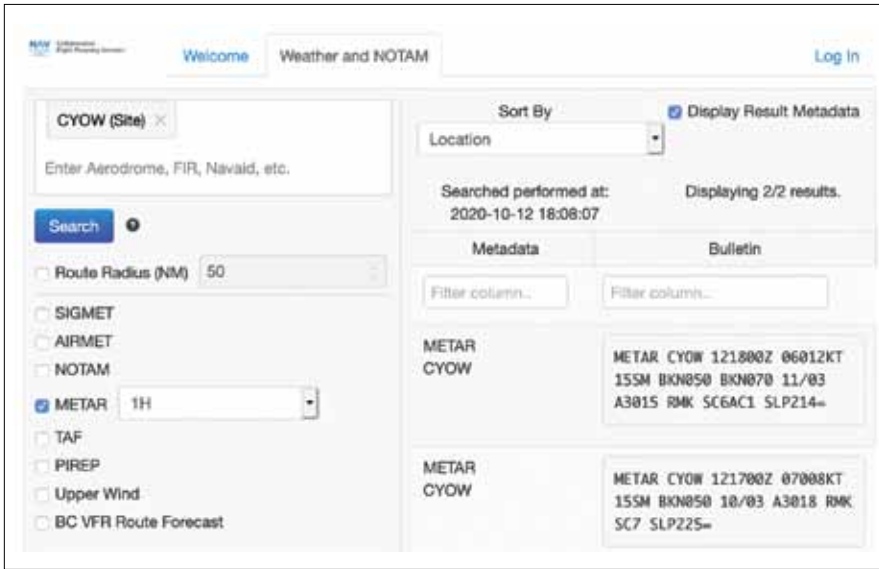 NAV
Welcome
Weather and NOTAM
Log In
CYOW (Site) ×
Enter Aerodrome, FIR, Navaid, etc.
Search
Route Radius (NM) 50
SIGMET
AIRMET
NOTAM
METAR 1H
TAF
PIREP
Upper Wind
BC VFR Route Forecast
Sort By
Display Result Metadata
Location
Searched performed at:
2020-10-12 18:08:07
Displaying 2/2 results.
Metadata
Bulletin
Filter column...
Filter column...
METAR
CYOW
METAR CYOW 121800Z 06012KT
15SM BKN050 BKN070 11/03
A3015 RMK SC6AC1 SLP214=
METAR
CYOW
METAR CYOW 121700Z 07008KT
15SM BKN050 10/03 A3018 RMK
SC7 SLP225=